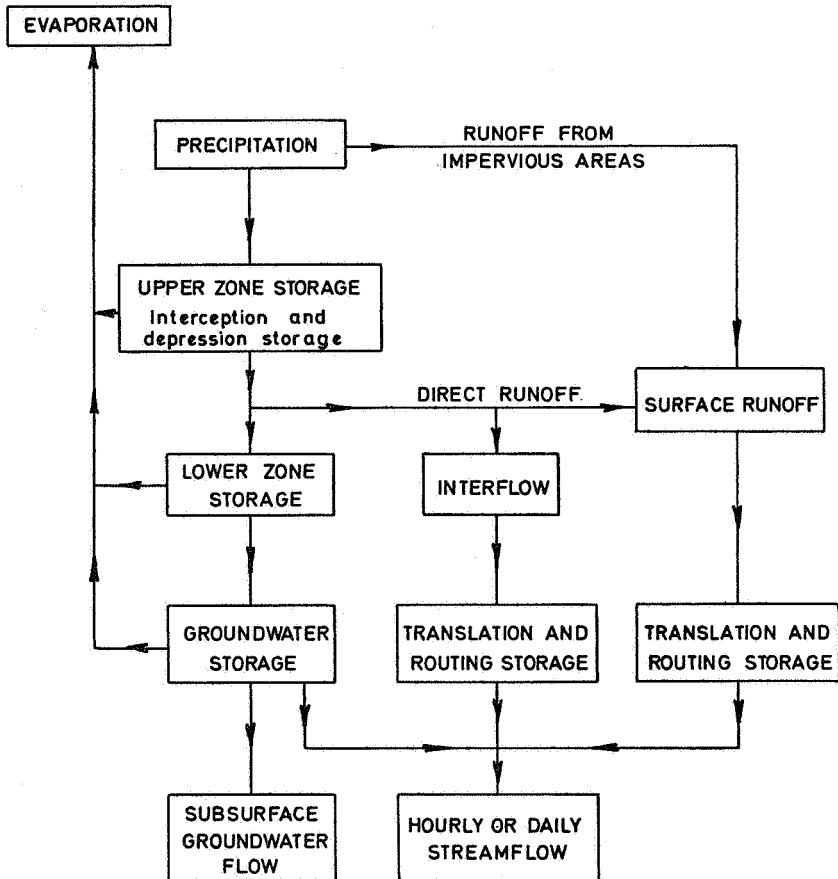 EVAPORATION
PRECIPITATION
RUNOFF FROM
IMPERVIOUS AREAS
UPPER ZONE STORAGE
Interception and
depression storage
DIRECT RUNOFF
SURFACE RUNOFF
LOWER ZONE
STORAGE
INTERFLOW
GROUNDWATER
STORAGE
TRANSLATION AND
ROUTING STORAGE
TRANSLATION AND
ROUTING STORAGE
SUBSURFACE
GROUNDWATER
FLOW
HOURLY OR DAILY
STREAMFLOW